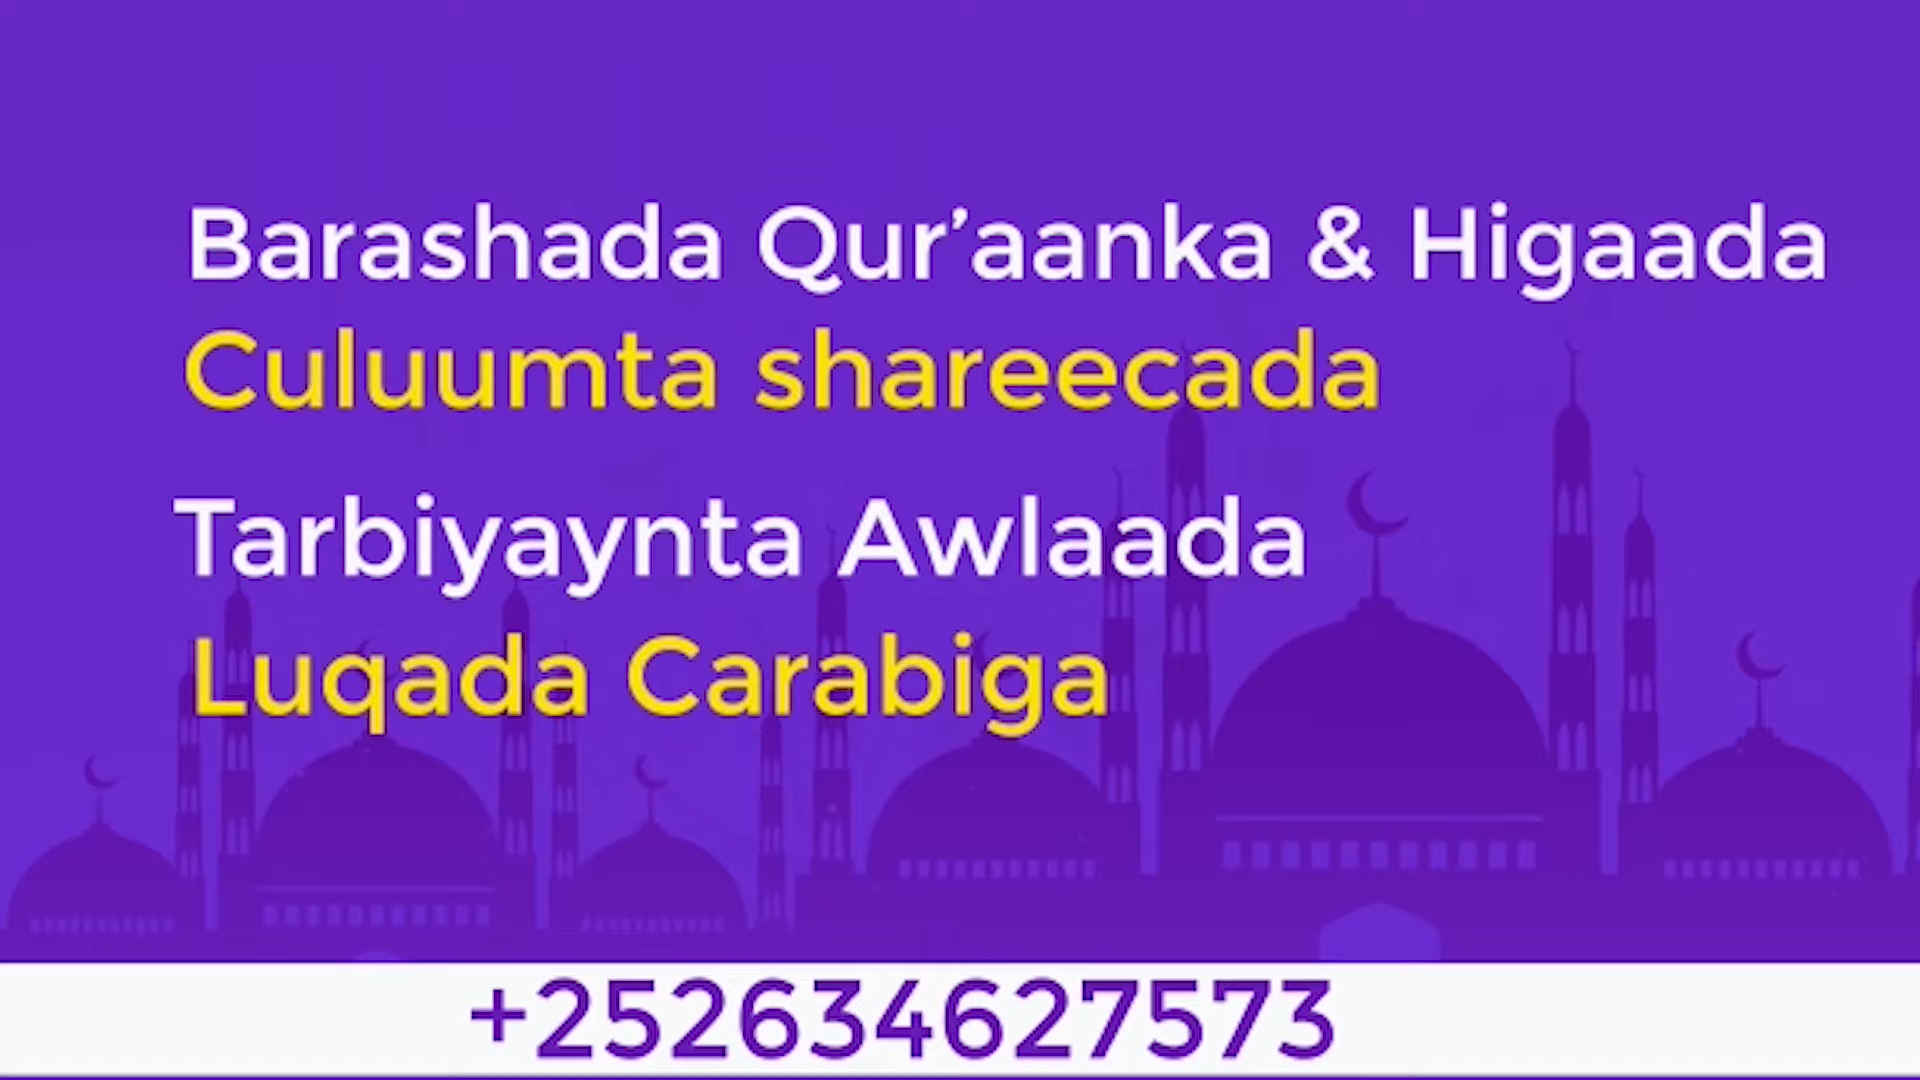 Barashada Qur’aanka & Higaada
Culuumta shareecada
Tarbiyaynta Awlaada
Luqada Carabiga
+252634627573